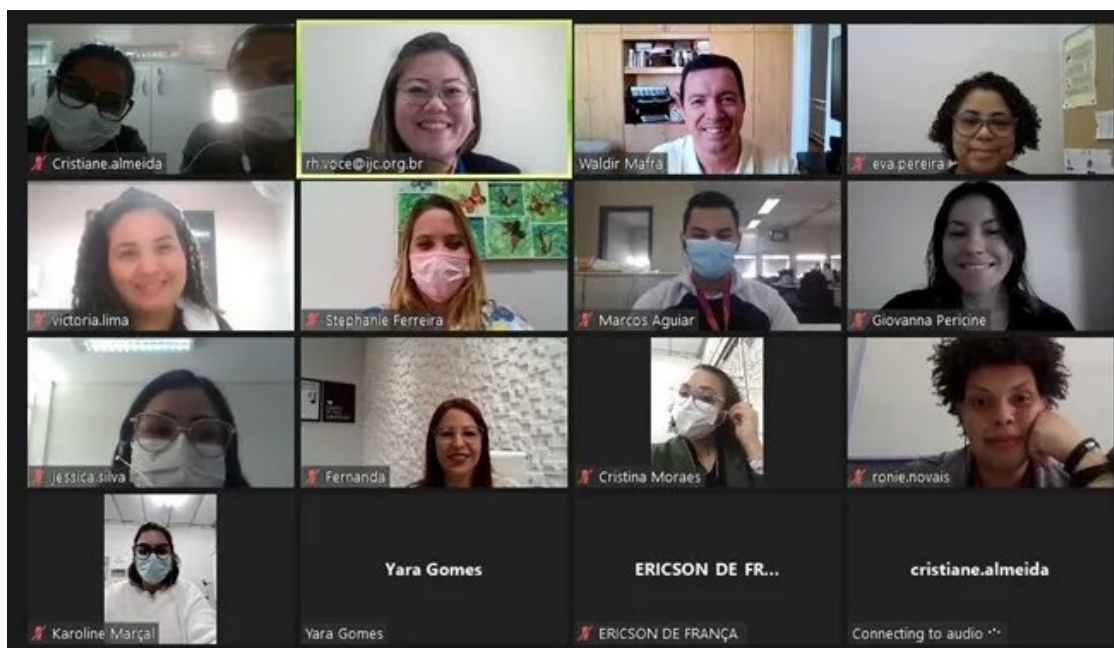 Cristiane.almeida
rh.voce@ijc.org.br
Waldir Mafra
eva.pereira
victoria.lima
Stephanie Ferreira
Marcos Aguiar
Giovanna Pericine
jessica.silva
Fernanda
Cristina Moraes
ronie.novais
Karoline Marçal
Yara Gomes
Yara Gomes
ERICSON DE FR...
ERICSON DE FRANÇA
cristiane.almeida
Connecting to audio